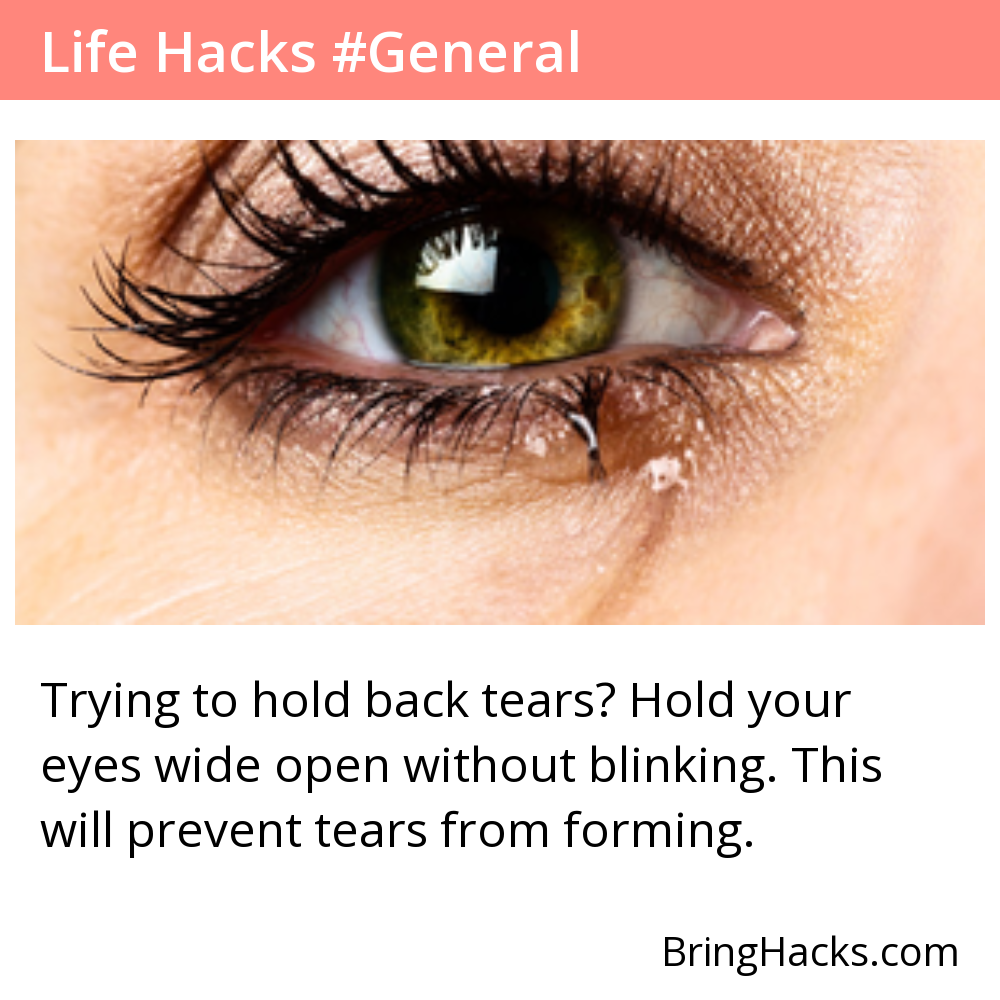 Life Hacks #General
Trying to hold back tears? Hold your
eyes wide open without blinking. This
will prevent tears from forming.
BringHacks.com